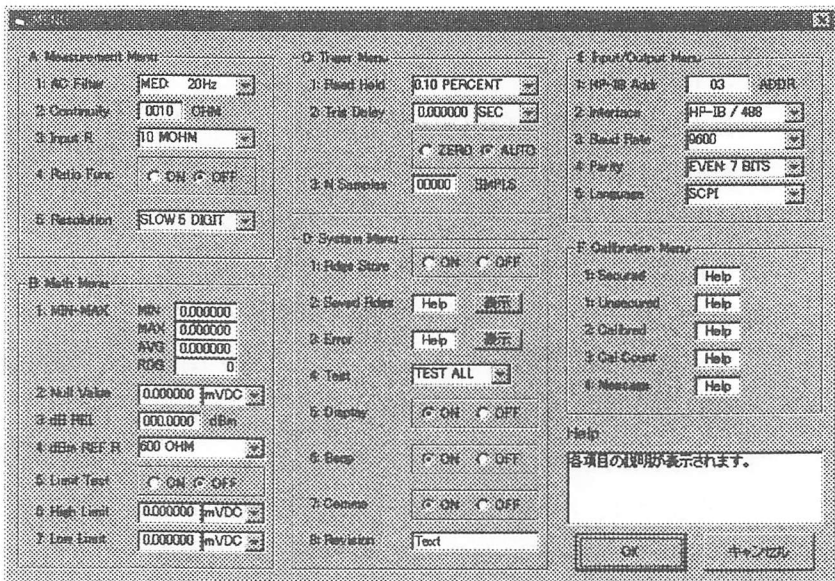 MENU
A: Measurement Menu
1: AC Filter MED: 20Hz
2: Continuity 0010 OHM
3: Input R 10 MOHM
4: Ratio Func ON OFF
5: Resolution SLOW 5 DIGIT
B: Math Menu
1: MIN-MAX MIN 0.000000
MAX 0.000000
AVG 0.000000
RDG 0
2: Null Value 0.000000 mVDC
3: dB REL 000.0000 dBm
4: dBm REF R 600 OHM
5: Limit Test ON OFF
6: High Limit 0.000000 mVDC
7: Low Limit 0.000000 mVDC
C: Triger Menu
1: Read Hold 0.10 PERCENT
2: Trig Delay 0.000000 SEC
ZERO AUTO
3: N Samples 00000 SMPLS
D: System Menu
1: Rdgs Store ON OFF
2: Saved Rdgs Help 表示
3: Error Help 表示
4: Test TEST ALL
5: Display ON OFF
6: Beep ON OFF
7: Comma ON OFF
8: Revision Text
E: Input/Output Menu
1: HP-IB Addr 03 ADDR
2: Interface HP-IB / 488
3: Baud Rate 9600
4: Parity EVEN: 7 BITS
5: Language SCPI
F: Calibration Menu
1: Secured Help
1: Unsecured Help
2: Calibred Help
3: Cal Count Help
4: Message Help
Help
各項目の説明が表示されます。
OK キャンセル